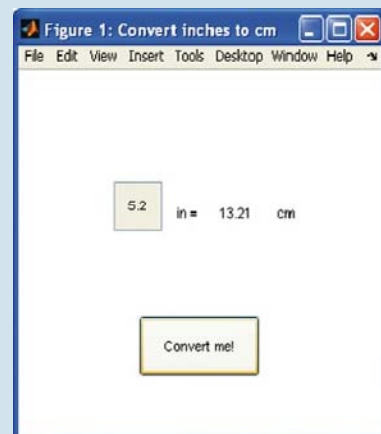 Figure 1: Convert inches to cm
File Edit View Insert Tools Desktop Window Help
5.2 in = 13.21 cm
Convert me!